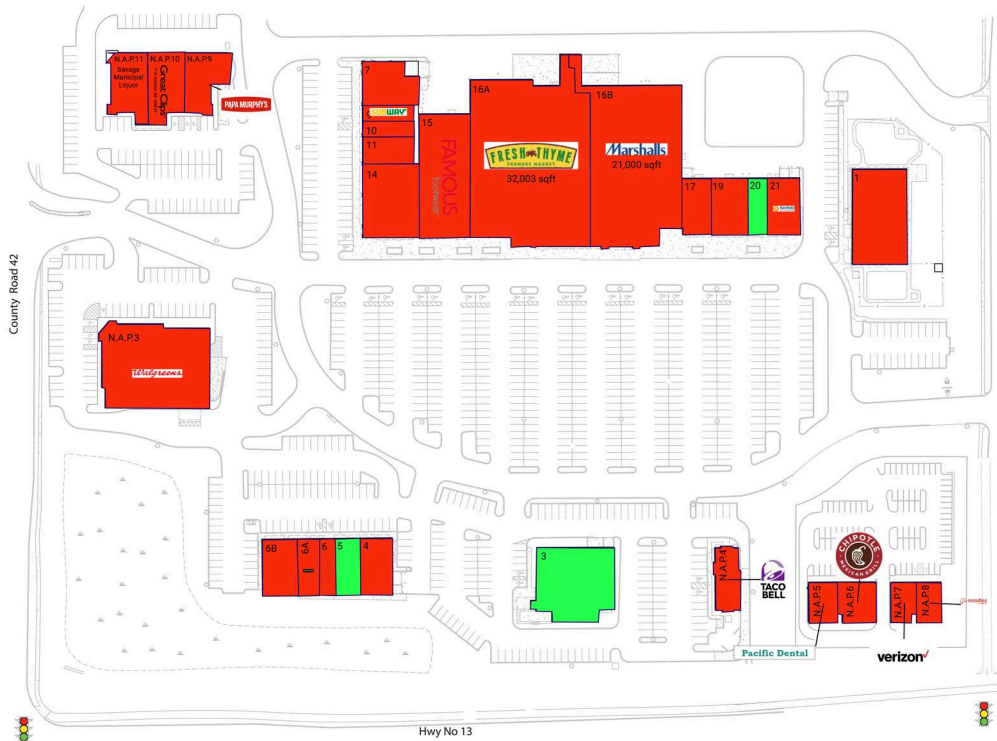 N.A.P.11
Savage
Municipal
Liquor
N.A.P.10
Great Clips
N.A.P.9
PAPA MURPHY'S
7
SUBWAY
10
11
14
15
FAMOUS
footwear
16A
FRESH THYME
FARMERS MARKET
32,003 sqft
16B
Marshalls
21,000 sqft
17
19
20
21
1
County Road 42
N.A.P.3
Walgreens
6B
6A
6
5
4
3
N.A.P.4
TACO
BELL
CHIPOTLE
MEXICAN GRILL
N.A.P.5
N.A.P.6
N.A.P.7
N.A.P.8
noodles
Pacific Dental
verizon
Hwy No 13